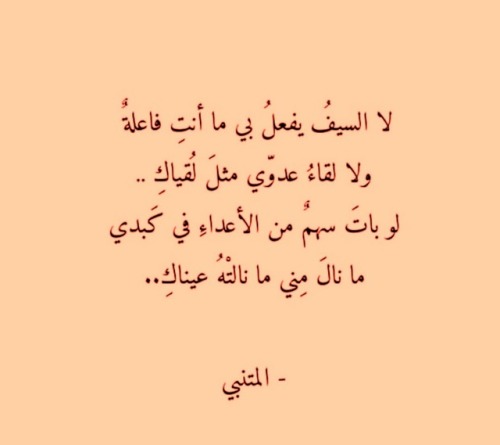 لا السيفُ يفعلُ بي ما أنتِ فاعلةٌ
ولا لقاءُ عدوّي مثلَ لُقياكِ ..
لو باتَ سهمٌ من الأعداءِ في كَبدي
ما نالَ مِني ما نالتْهُ عيناكِ..
- المتنبي